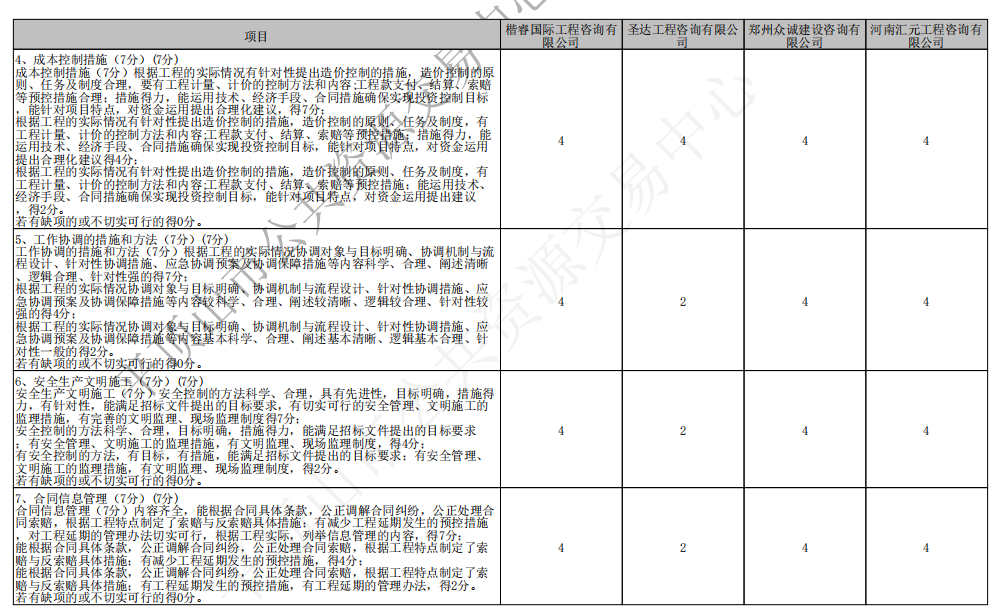 项目
楷睿国际工程咨询有
限公司
圣达工程咨询有限公
司
郑州众诚建设咨询有
限公司
河南汇元工程咨询有
限公司
4、成本控制措施（7分）(7分)
成本控制措施（7分）根据工程的实际情况有针对性提出造价控制的措施，造价控制的原
则、任务及制度合理，要有工程计量、计价的控制方法和内容;工程款支付、结算、索赔
等预控措施合理；措施得力，能运用技术、经济手段、合同措施确保实现投资控制目标
，能针对项目特点，对资金运用提出合理化建议，得7分；
根据工程的实际情况有针对性提出造价控制的措施，造价控制的原则、任务及制度，有
工程计量、计价的控制方法和内容;工程款支付、结算、索赔等预控措施；措施得力，能
运用技术、经济手段、合同措施确保实现投资控制目标，能针对项目特点，对资金运用
提出合理化建议得4分；
根据工程的实际情况有针对性提出造价控制的措施，造价控制的原则、任务及制度，有
工程计量、计价的控制方法和内容;工程款支付、结算、索赔等预控措施；能运用技术、
经济手段、合同措施确保实现投资控制目标，能针对项目特点，对资金运用提出建议
，得2分。
若有缺项的或不切实可行的得0分。
4
4
4
4
5、工作协调的措施和方法（7分）(7分)
工作协调的措施和方法（7分）根据工程的实际情况协调对象与目标明确、协调机制与流
程设计、针对性协调措施、应急协调预案及协调保障措施等内容科学、合理、阐述清晰
、逻辑合理、针对性强的得7分；
根据工程的实际情况协调对象与目标明确、协调机制与流程设计、针对性协调措施、应
急协调预案及协调保障措施等内容较科学、合理、阐述较清晰、逻辑较合理、针对性较
强的得4分；
根据工程的实际情况协调对象与目标明确、协调机制与流程设计、针对性协调措施、应
急协调预案及协调保障措施等内容基本科学、合理、阐述基本清晰、逻辑基本合理、针
对性一般的得2分。
若有缺项的或不切实可行的得0分。
4
2
4
4
6、安全生产文明施工（7分）(7分)
安全生产文明施工（7分）安全控制的方法科学、合理，具有先进性，目标明确，措施得
力，有针对性，能满足招标文件提出的目标要求，有切实可行的安全管理、文明施工的
监理措施，有完善的文明监理、现场监理制度得7分；
安全控制的方法科学、合理，目标明确，措施得力，能满足招标文件提出的目标要求
；有安全管理、文明施工的监理措施，有文明监理、现场监理制度，得4分；
有安全控制的方法，有目标，有措施，能满足招标文件提出的目标要求；有安全管理、
文明施工的监理措施，有文明监理、现场监理制度，得2分。
若有缺项的或不切实可行的得0分。
4
2
4
4
7、合同信息管理（7分）(7分)
合同信息管理（7分）内容齐全，能根据合同具体条款，公正调解合同纠纷，公正处理合
同索赔，根据工程特点制定了索赔与反索赔具体措施；有减少工程延期发生的预控措施
，对工程延期的管理办法切实可行，根据工程实际，列举信息管理的内容，得7分；
能根据合同具体条款，公正调解合同纠纷，公正处理合同索赔，根据工程特点制定了索
赔与反索赔具体措施；有减少工程延期发生的预控措施，得4分；
能根据合同具体条款，公正调解合同纠纷，公正处理合同索赔，根据工程特点制定了索
赔与反索赔具体措施；有工程延期发生的预控措施，有工程延期的管理办法，得2分。
若有缺项的或不切实可行的得0分。
4
2
4
4
平顶山市公共资源交易中心
平顶山市公共资源交易中心